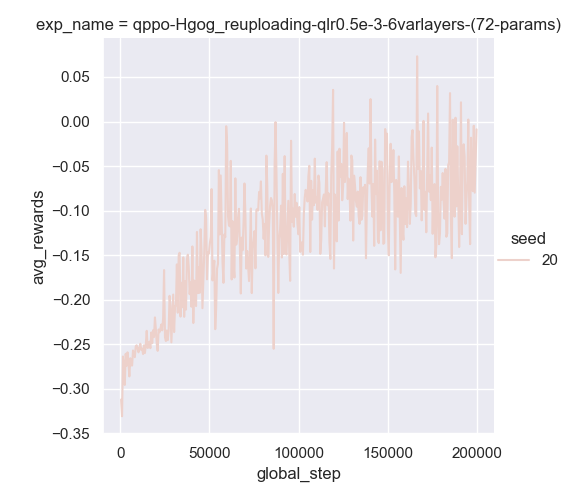 exp_name = qppo-Hgog_reuploading-qlr0.5e-3-6varlayers-(72-params)
0.05
0.00
−0.05
−0.10
−0.15
−0.20
−0.25
−0.30
−0.35
avg_rewards
0 50000 100000 150000 200000
global_step
seed
20